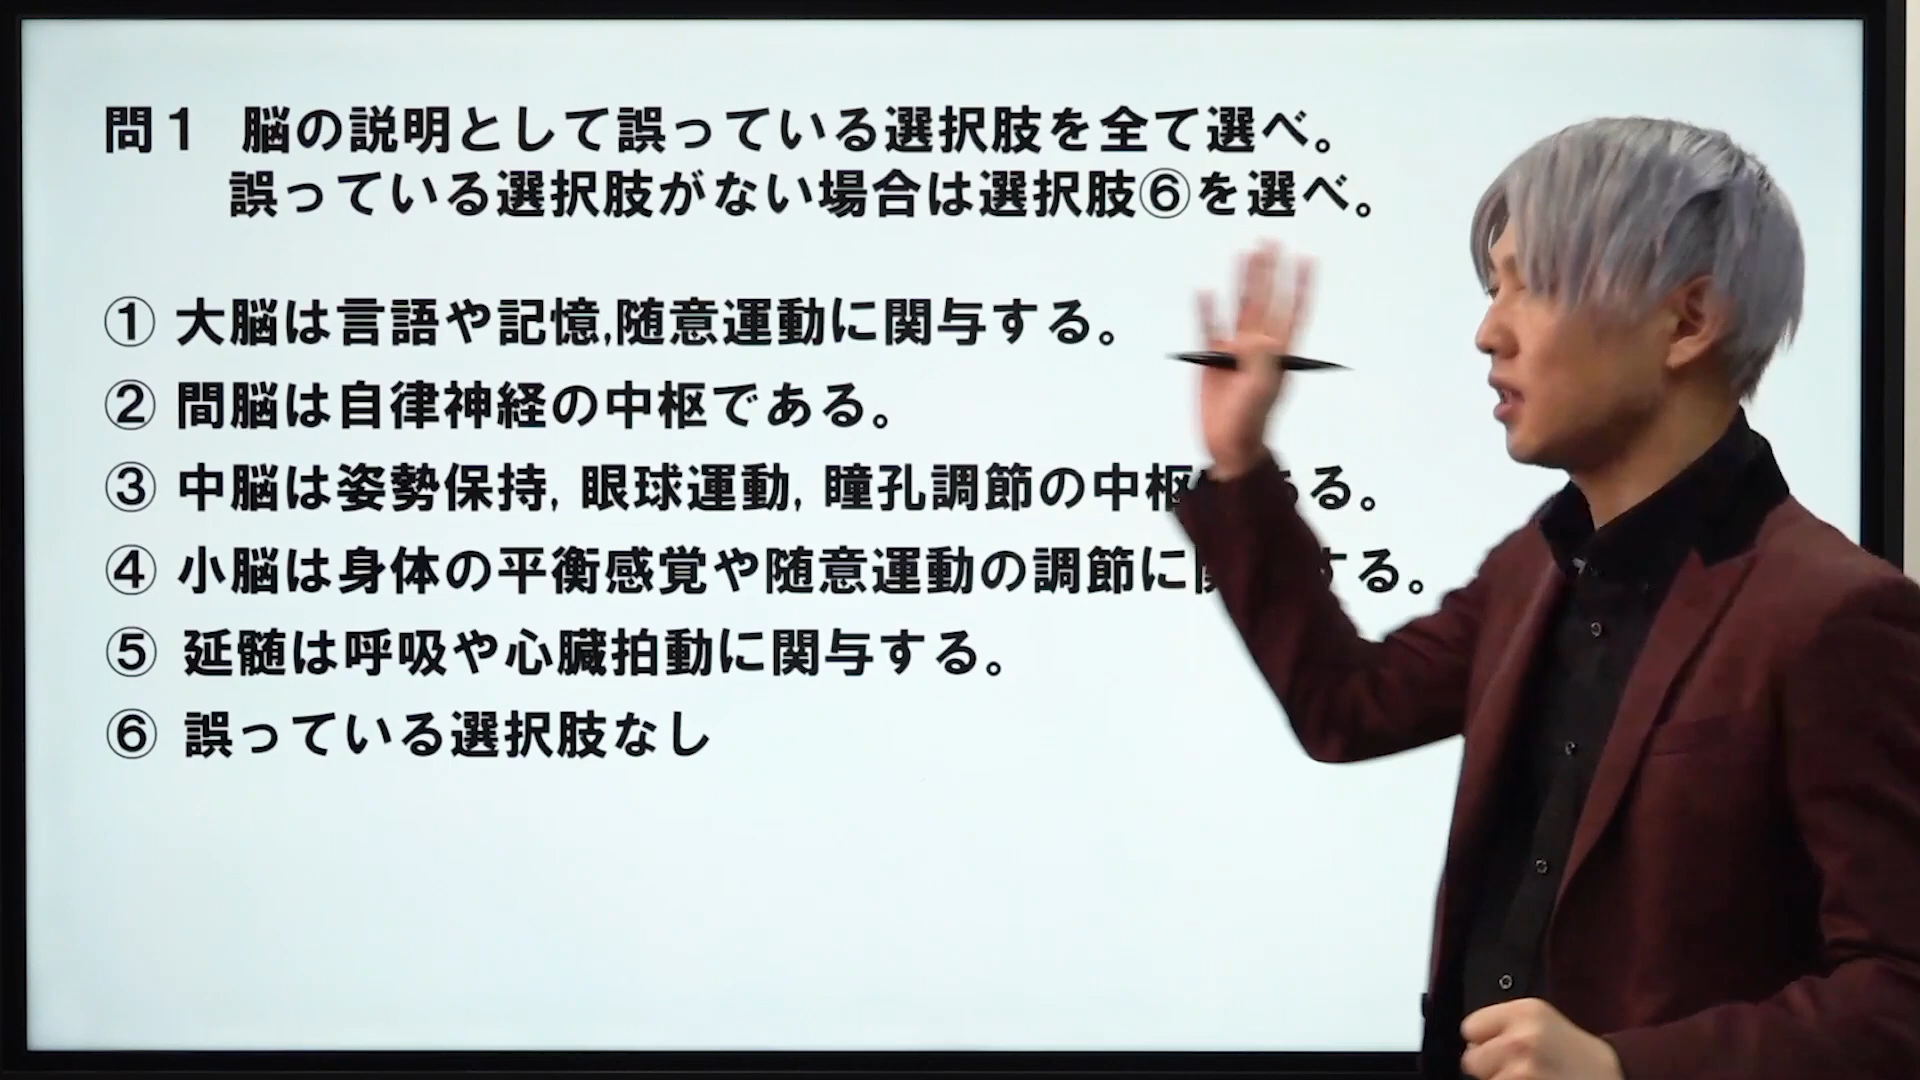 問1 脳の説明として誤っている選択肢を全て選べ。
誤っている選択肢がない場合は選択肢⑥を選べ。
① 大脳は言語や記憶,随意運動に関与する。
② 間脳は自律神経の中枢である。
③ 中脳は姿勢保持, 眼球運動, 瞳孔調節の中枢である。
④ 小脳は身体の平衡感覚や随意運動の調節に関する。
⑤ 延髄は呼吸や心臓拍動に関与する。
⑥ 誤っている選択肢なし